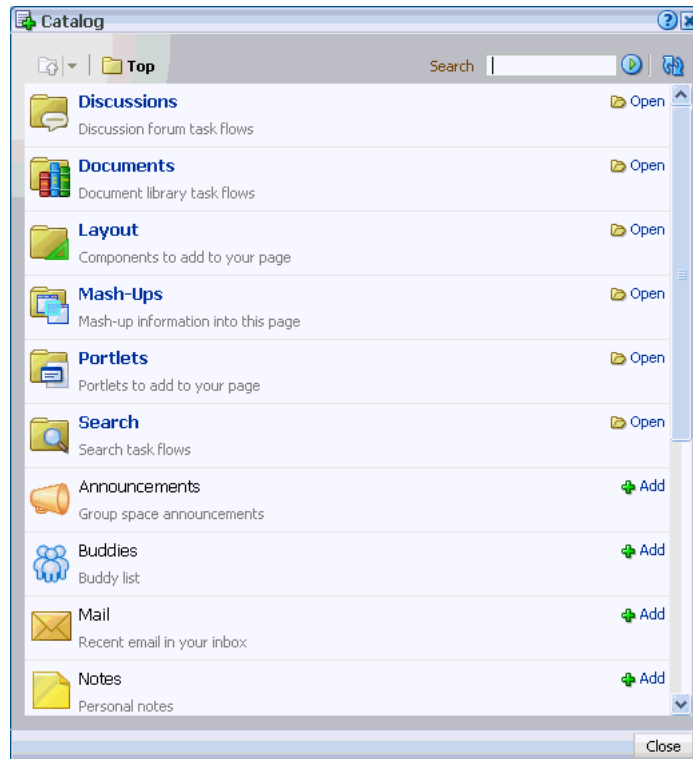 Catalog
Top Search
Discussions Open
Discussion forum task flows
Documents Open
Document library task flows
Layout Open
Components to add to your page
Mash-Ups Open
Mash-up information into this page
Portlets Open
Portlets to add to your page
Search Open
Search task flows
Announcements Add
Group space announcements
Buddies Add
Buddy list
Mail Add
Recent email in your inbox
Notes Add
Personal notes
Close